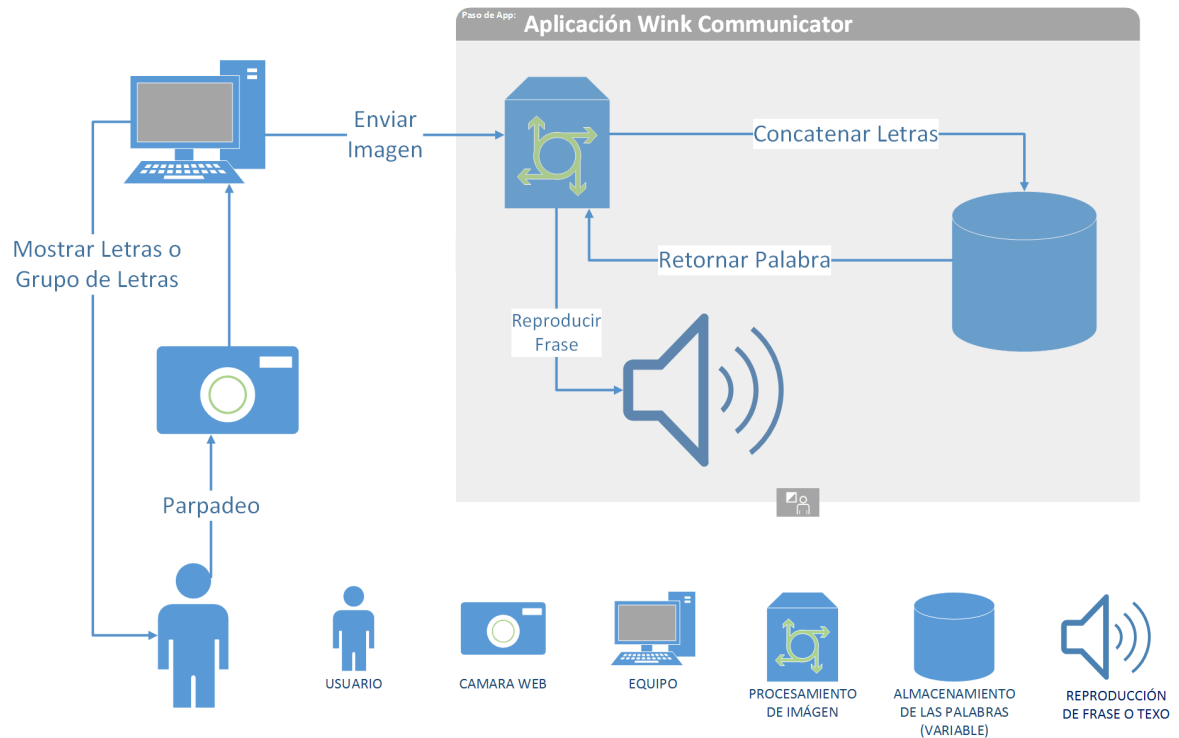 Paso de App:
Aplicación Wink Communicator
Enviar
Imagen
Concatenar Letras
Mostrar Letras o
Grupo de Letras
Retornar Palabra
Reproducir
Frase
Parpadeo
USUARIO
CAMARA WEB
EQUIPO
PROCESAMIENTO
DE IMÁGEN
ALMACENAMIENTO
DE LAS PALABRAS
(VARIABLE)
REPRODUCCIÓN
DE FRASE O TEXO